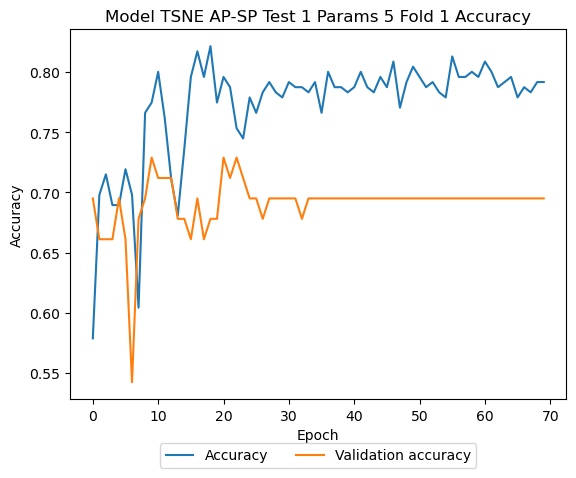 Model TSNE AP-SP Test 1 Params 5 Fold 1 Accuracy
0.80
0.75
0.70
0.65
0.60
0.55
Accuracy
0 10 20 30 40 50 60 70
Epoch
Accuracy Validation accuracy